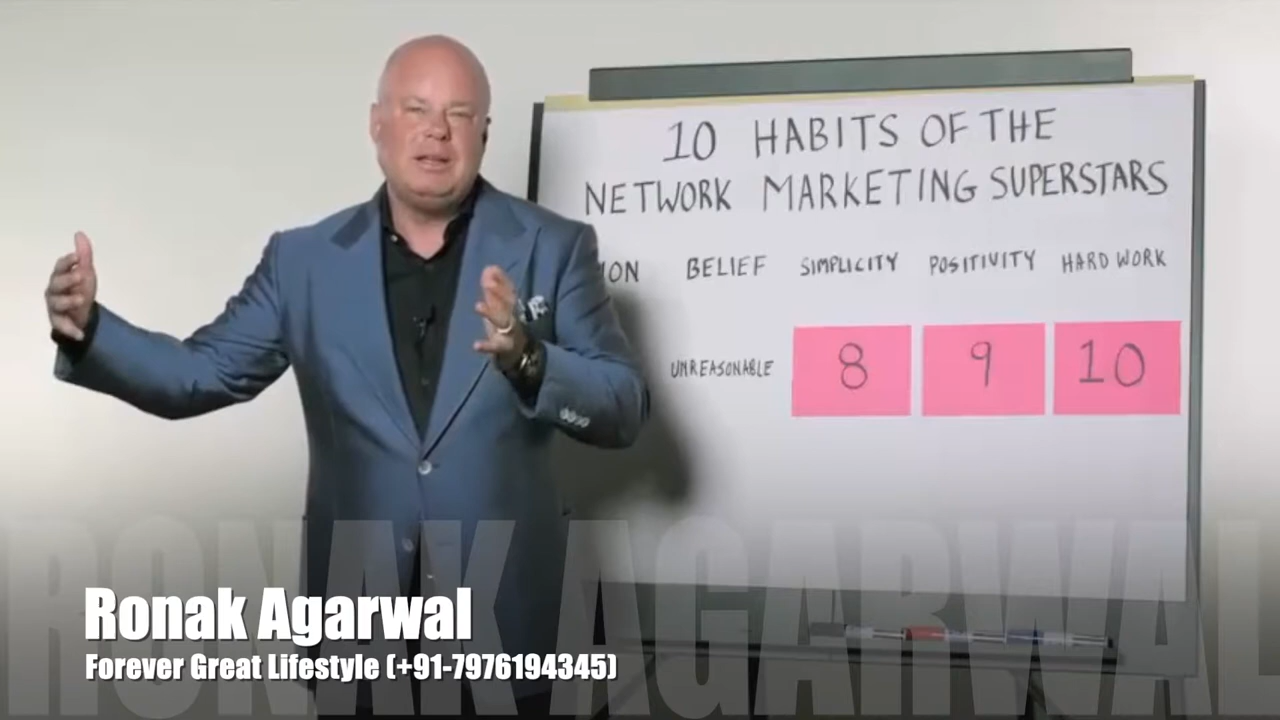 10 HABITS OF THE
NETWORK MARKETING SUPERSTARS
ION BELIEF SIMPLICITY POSITIVITY HARD WORK
UNREASONABLE 8 9 10
RONAK AGARWAL
Ronak Agarwal
Forever Great Lifestyle (+91-7976194345)